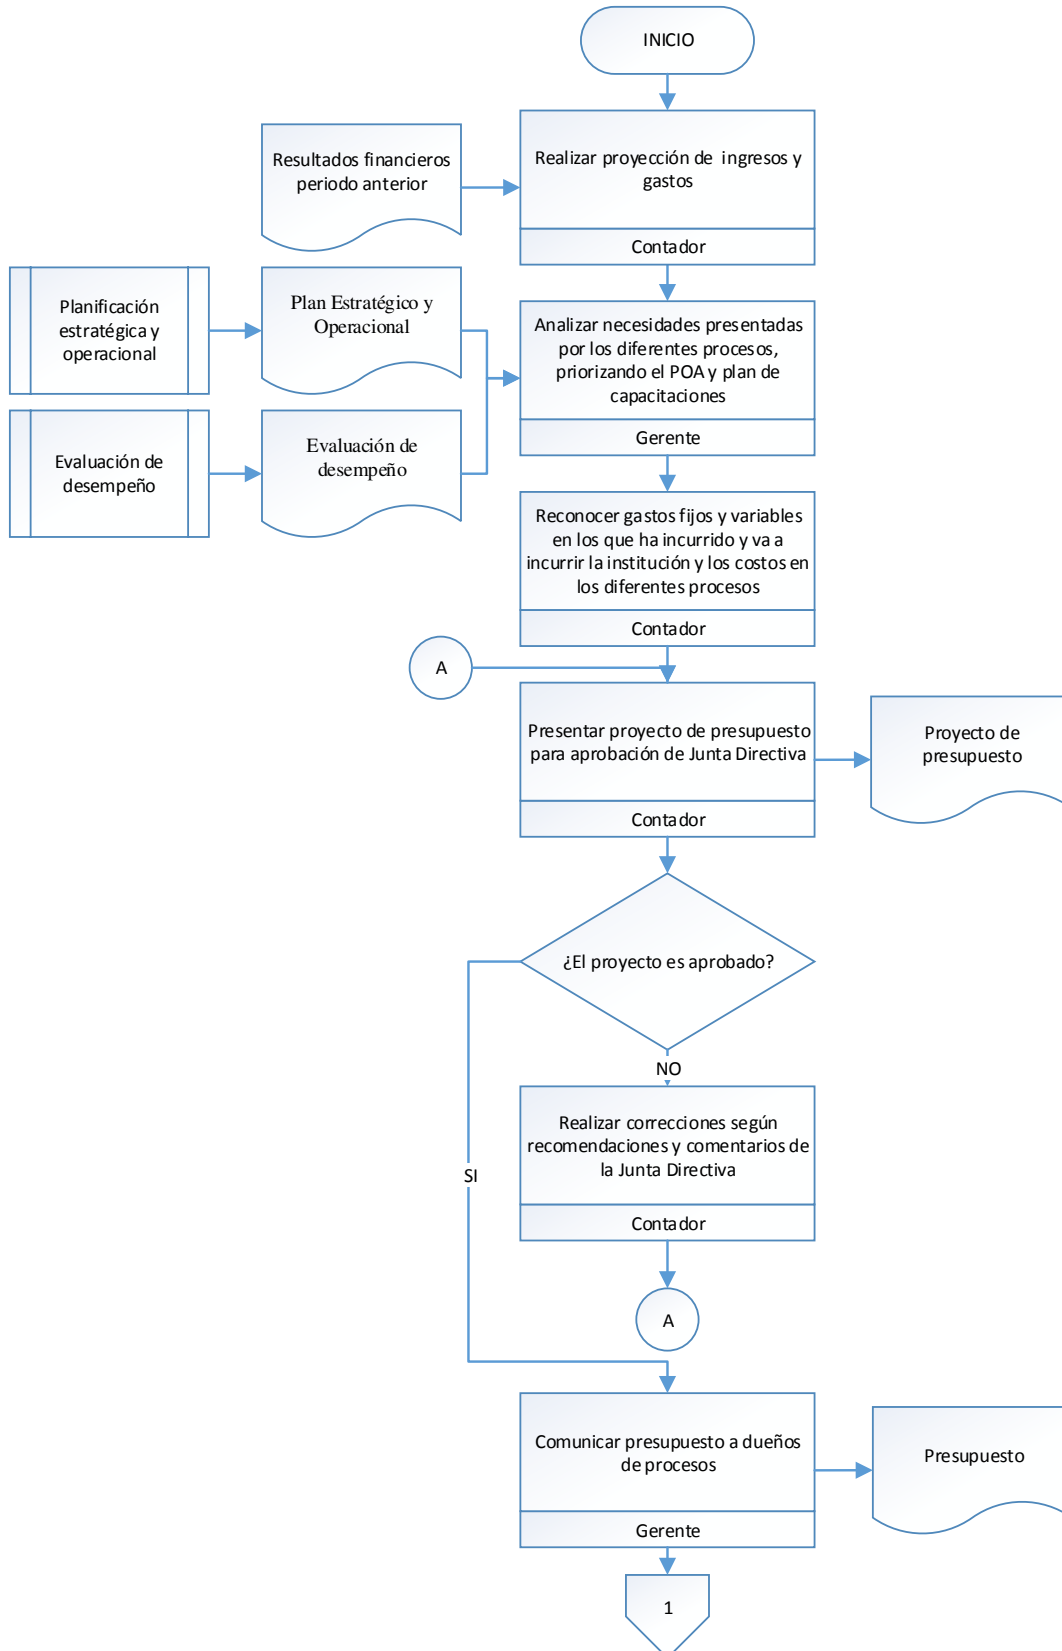 INICIO
Resultados financieros
periodo anterior
Realizar proyección de ingresos y
gastos
Contador
Planificación
estratégica y
operacional
Plan Estratégico y
Operacional
Analizar necesidades presentadas
por los diferentes procesos,
priorizando el POA y plan de
capacitaciones
Gerente
Evaluación de
desempeño
Evaluación de
desempeño
Reconocer gastos fijos y variables
en los que ha incurrido y va a
incurrir la institución y los costos en
los diferentes procesos
Contador
A
Presentar proyecto de presupuesto
para aprobación de Junta Directiva
Contador
Proyecto de
presupuesto
¿El proyecto es aprobado?
NO
Realizar correcciones según
recomendaciones y comentarios de
la Junta Directiva
Contador
SI
A
Comunicar presupuesto a dueños
de procesos
Gerente
Presupuesto
1